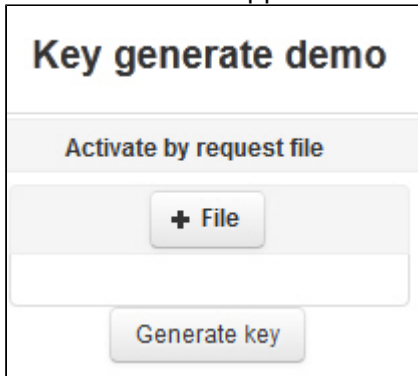 Key generate demo
Activate by request file
+ File
Generate key